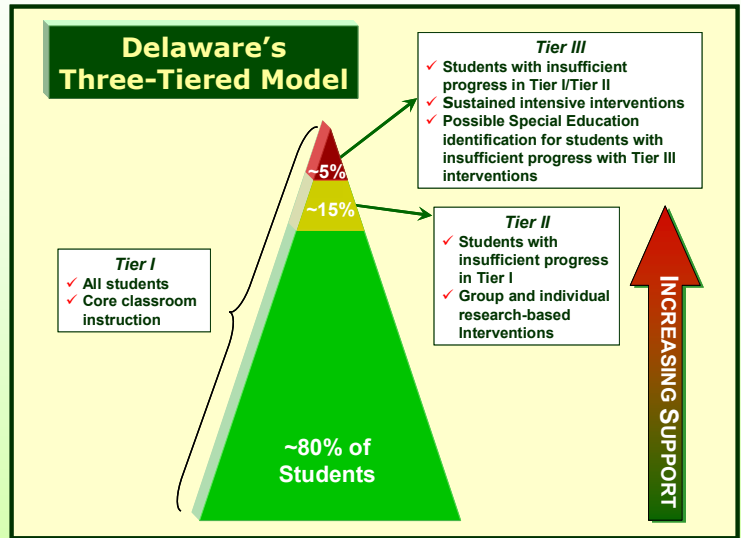 Delaware's
Three-Tiered Model
Tier III
✓ Students with insufficient
progress in Tier I/Tier II
✓ Sustained intensive interventions
✓ Possible Special Education
identification for students with
insufficient progress with Tier III
interventions
~5%
~15%
Tier II
✓ Students with
insufficient progress
in Tier I
✓ Group and individual
research-based
Interventions
Tier I
✓ All students
✓ Core classroom
instruction
~80% of
Students
INCREASING SUPPORT